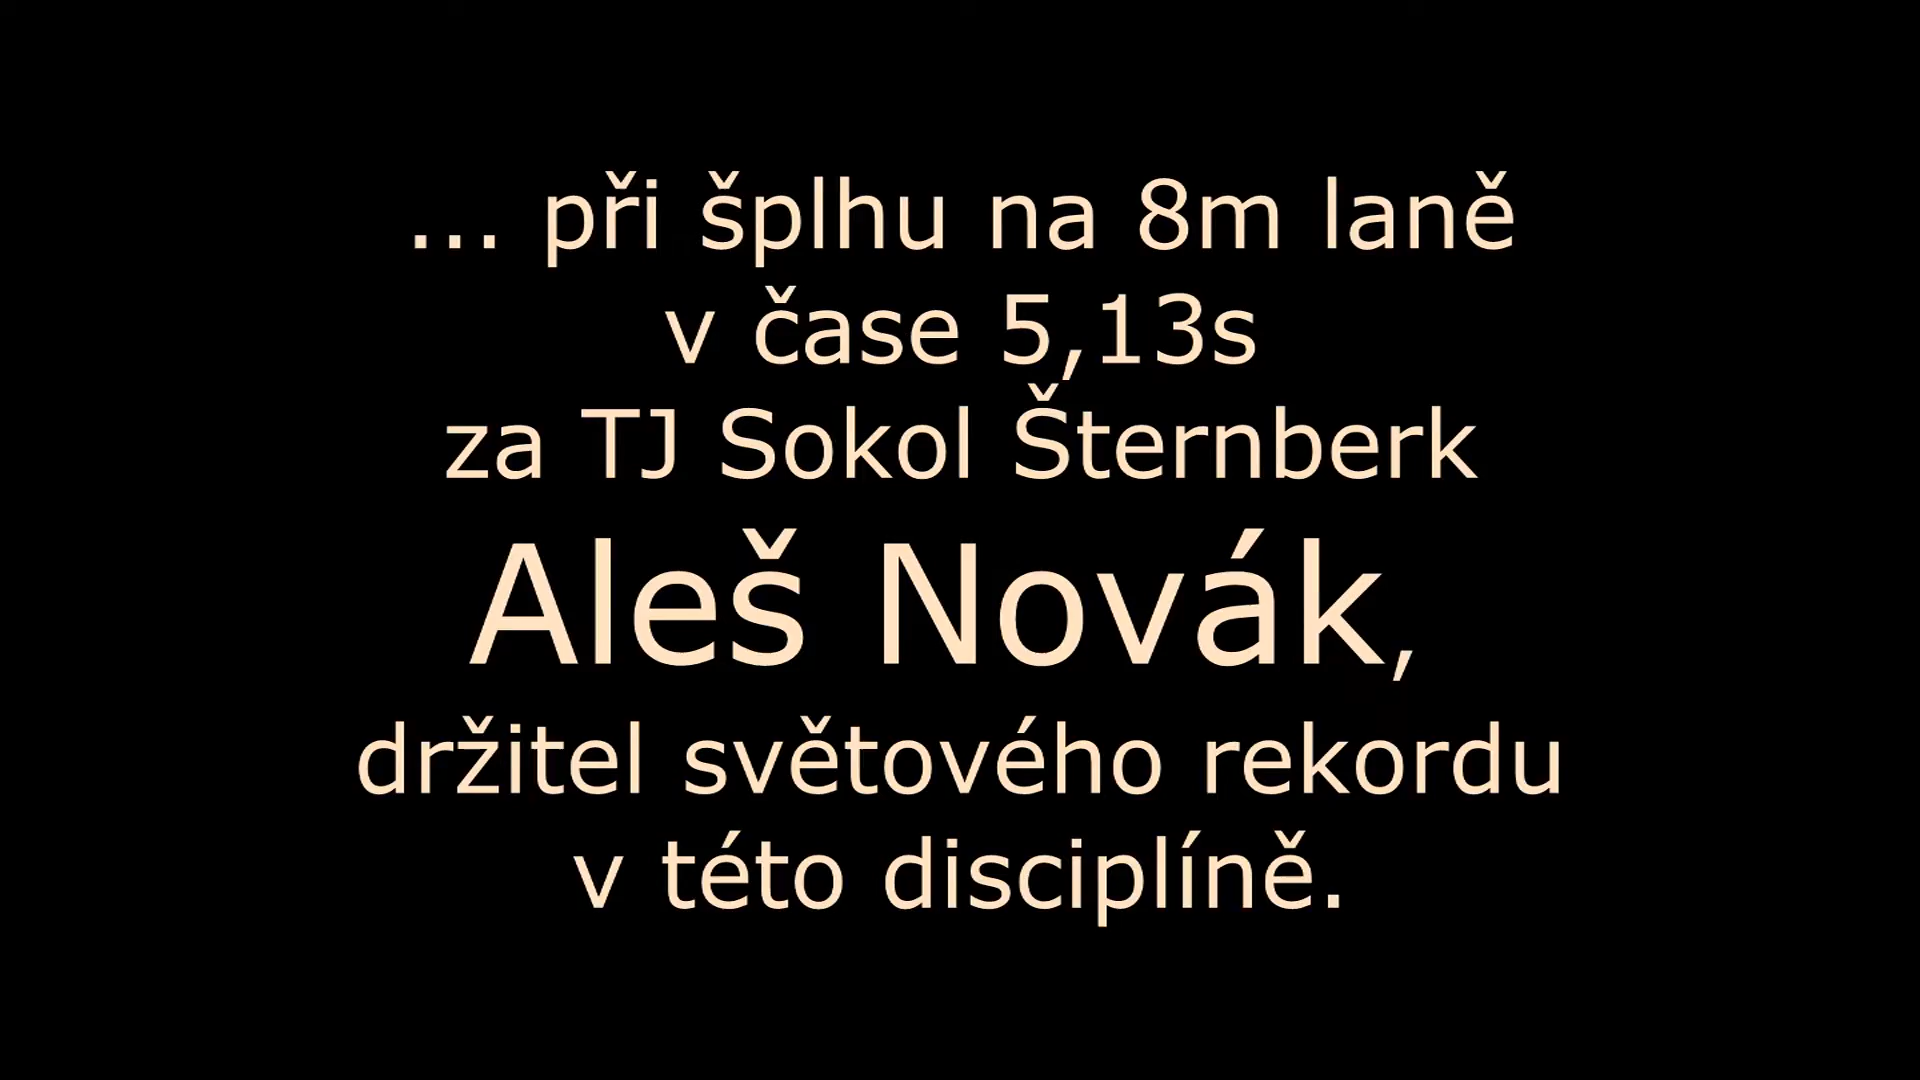 ... při šplhu na 8m laně
v čase 5,13s
za TJ Sokol Šternberk
Aleš Novák,
držitel světového rekordu
v této disciplíně.